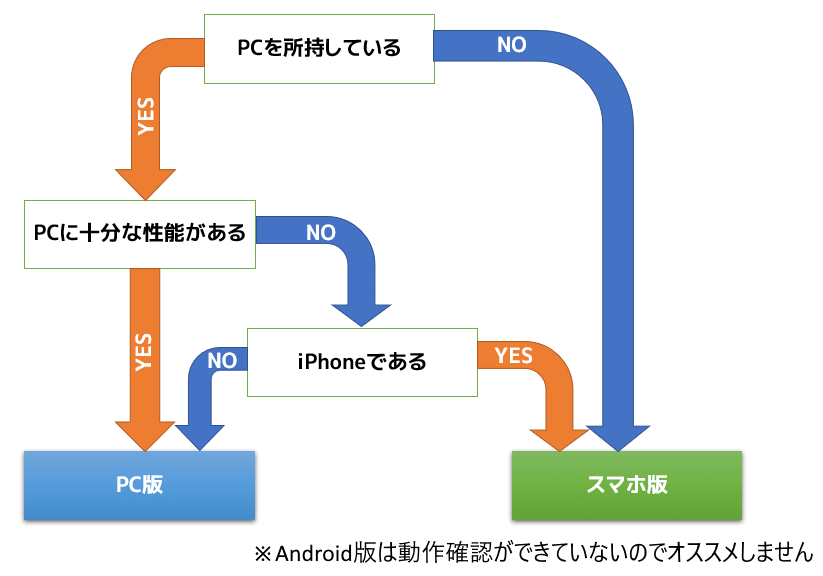 PCを所持している
NO
YES
PCに十分な性能がある
NO
YES
NO
iPhoneである
YES
PC版
スマホ版
※Android版は動作確認ができていないのでオススメしません